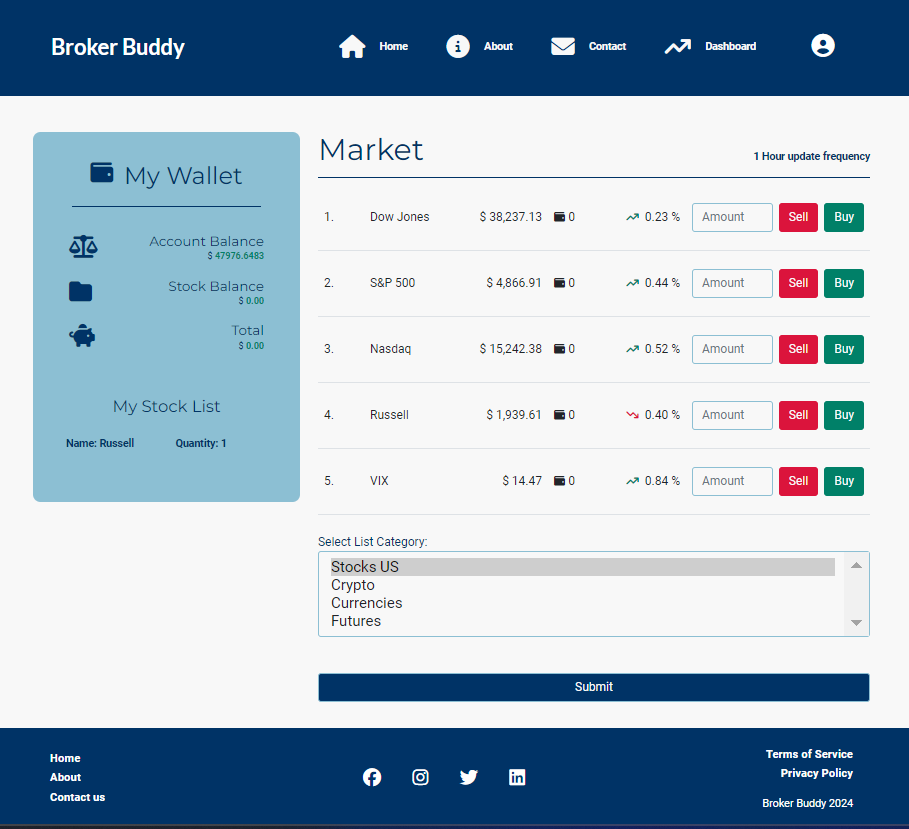 Broker Buddy
Home About Contact Dashboard
My Wallet
Account Balance
$ 47976.6483
Stock Balance
$ 0.00
Total
$ 0.00
My Stock List
Name: Russell Quantity: 1
Market
1 Hour update frequency
1. Dow Jones $ 38,237.13 0 0.23 % Amount Sell Buy
2. S&P 500 $ 4,866.91 0 0.44 % Amount Sell Buy
3. Nasdaq $ 15,242.38 0 0.52 % Amount Sell Buy
4. Russell $ 1,939.61 0 0.40 % Amount Sell Buy
5. VIX $ 14.47 0 0.84 % Amount Sell Buy
Select List Category:
Stocks US
Crypto
Currencies
Futures
Submit
Home
About
Contact us
Terms of Service
Privacy Policy
Broker Buddy 2024